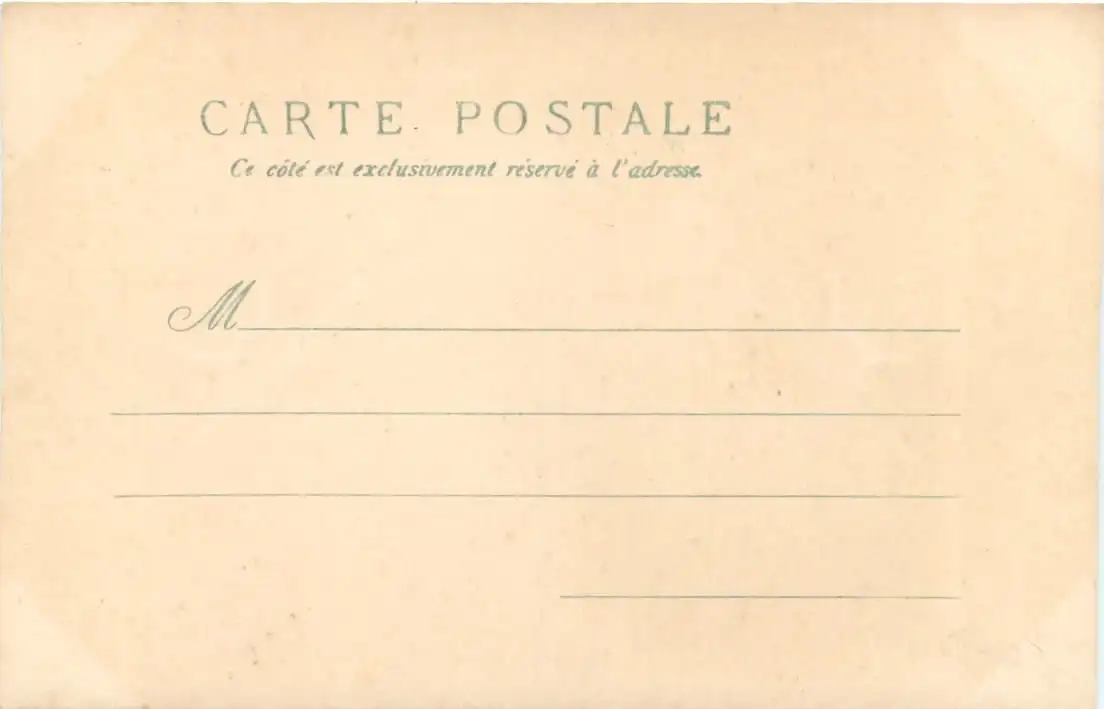 CARTE POSTALE
Ce côté est exclusivement réservé à l'adresse.
M